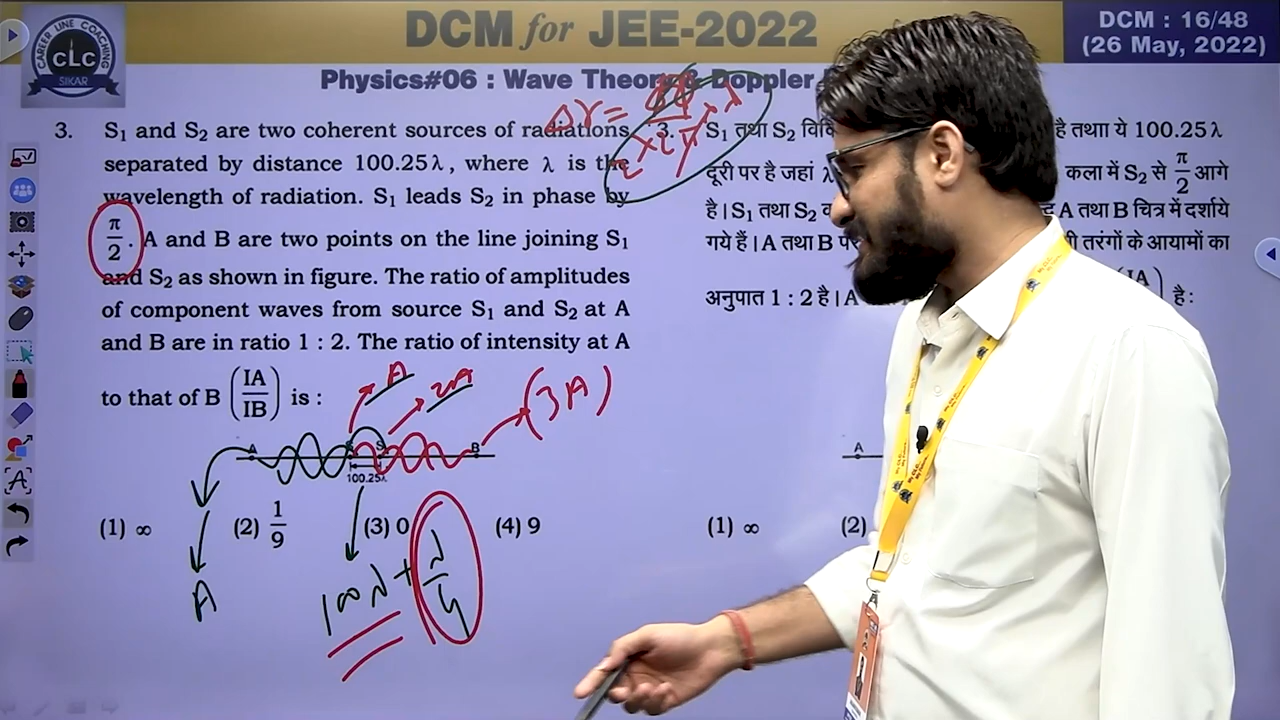 CAREER LINE COACHING
CLC
SIKAR
DCM for JEE-2022
DCM : 16/48
(26 May, 2022)
Physics#06 : Wave Theory & Doppler
Δr =
3. S₁ and S₂ are two coherent sources of radiations
separated by distance 100.25λ, where λ is the
wavelength of radiation. S₁ leads S₂ in phase by
π/2. A and B are two points on the line joining S₁
and S₂ as shown in figure. The ratio of amplitudes
of component waves from source S₁ and S₂ at A
and B are in ratio 1 : 2. The ratio of intensity at A
to that of B (IA/IB) is :
A
2A
(3A)
A
B
100.25λ
(1) ∞ (2) 1/9 (3) 0 (4) 9
A
100λ + λ/4
3. S₁ तथा S₂ है तथाा ये 100.25λ
दूरी पर है जहां कला में S₂ से π/2 आगे
है। S₁ तथा S₂ A तथा B चित्र में दर्शाये
गये हैं। A तथा B तरंगों के आयामों का
अनुपात 1 : 2 है। है:
A
(1) ∞ (2)